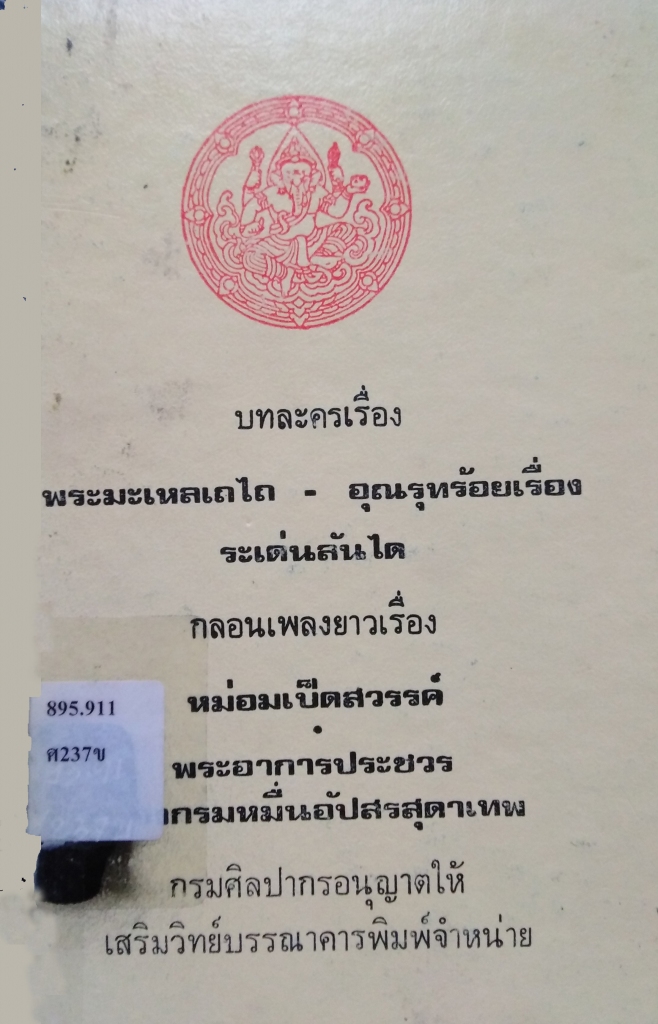 บทละครเรื่อง
พระมะเหลเถไถ - อุณรุทร้อยเรื่อง
ระเด่นลันได
กลอนเพลงยาวเรื่อง
หม่อมเป็ดสวรรค์
•
พระอาการประชวร
กรมหมื่นอัปสรสุดาเทพ
กรมศิลปากรอนุญาตให้
เสริมวิทย์บรรณาคารพิมพ์จำหน่าย
895.911
ศ237ข